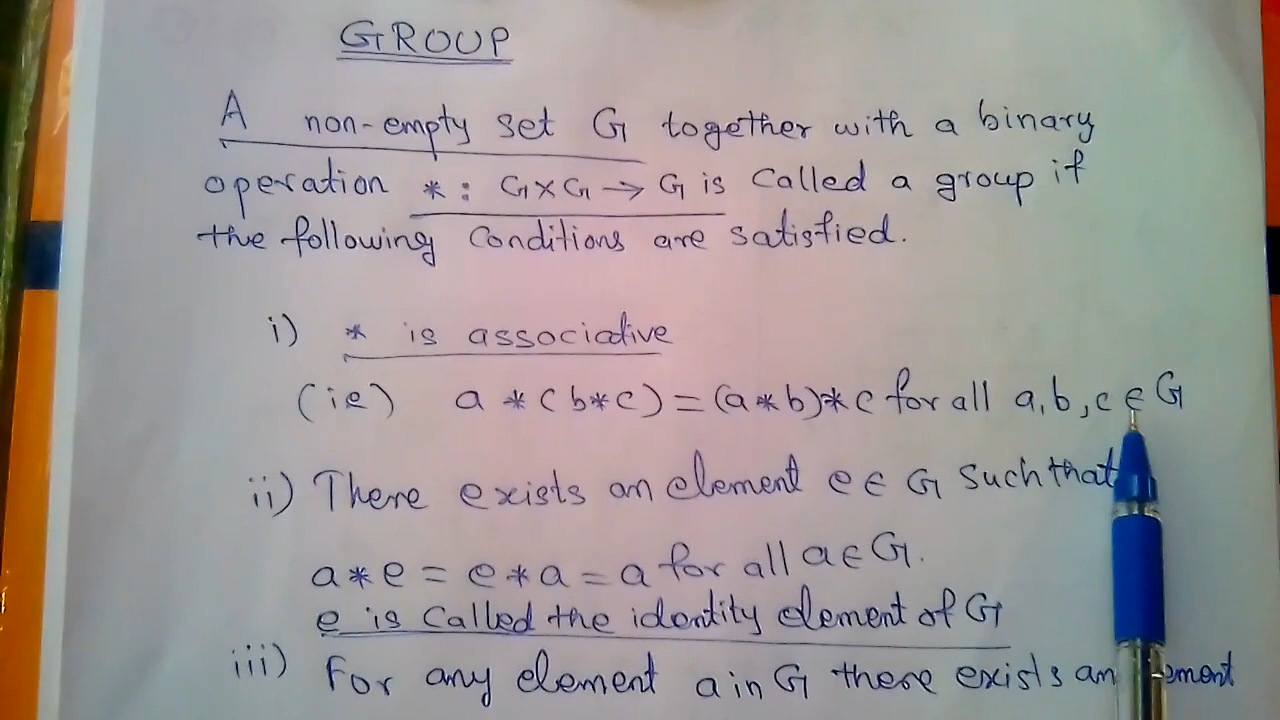 GROUP
A non-empty set G together with a binary
operation * : G×G → G is called a group if
the following conditions are satisfied.
i) * is associative
(ie) a * (b*c) = (a*b)*c for all a,b,c ∈ G
ii) There exists an element e ∈ G such that
a*e = e*a = a for all a ∈ G.
e is called the identity element of G
iii) For any element a in G there exists an